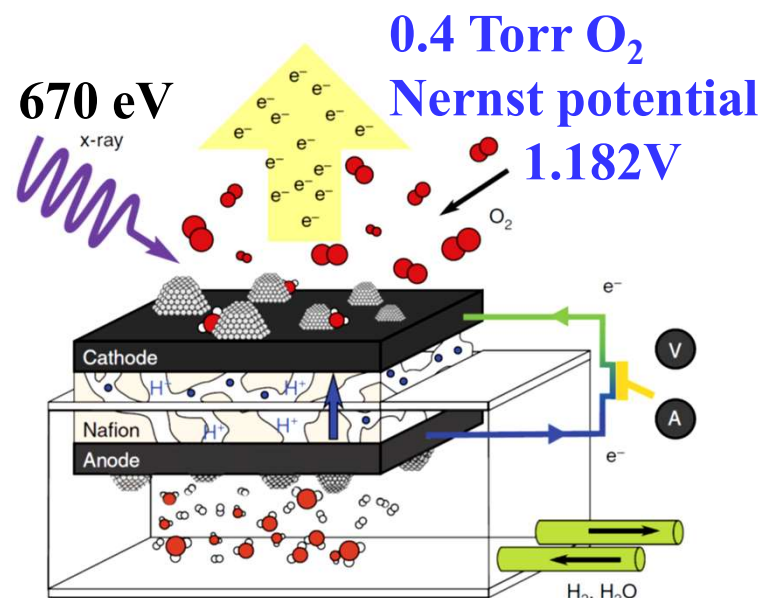 0.4 Torr O₂
670 eV
Nernst potential
x-ray
1.182V
e⁻
e⁻
e⁻
e⁻
e⁻
e⁻
e⁻
e⁻
e⁻
e⁻
e⁻
e⁻
e⁻
e⁻
O₂
e⁻
Cathode
V
H⁺
H⁺
A
Nafion
H⁺
H⁺
Anode
e⁻
H₂, H₂O